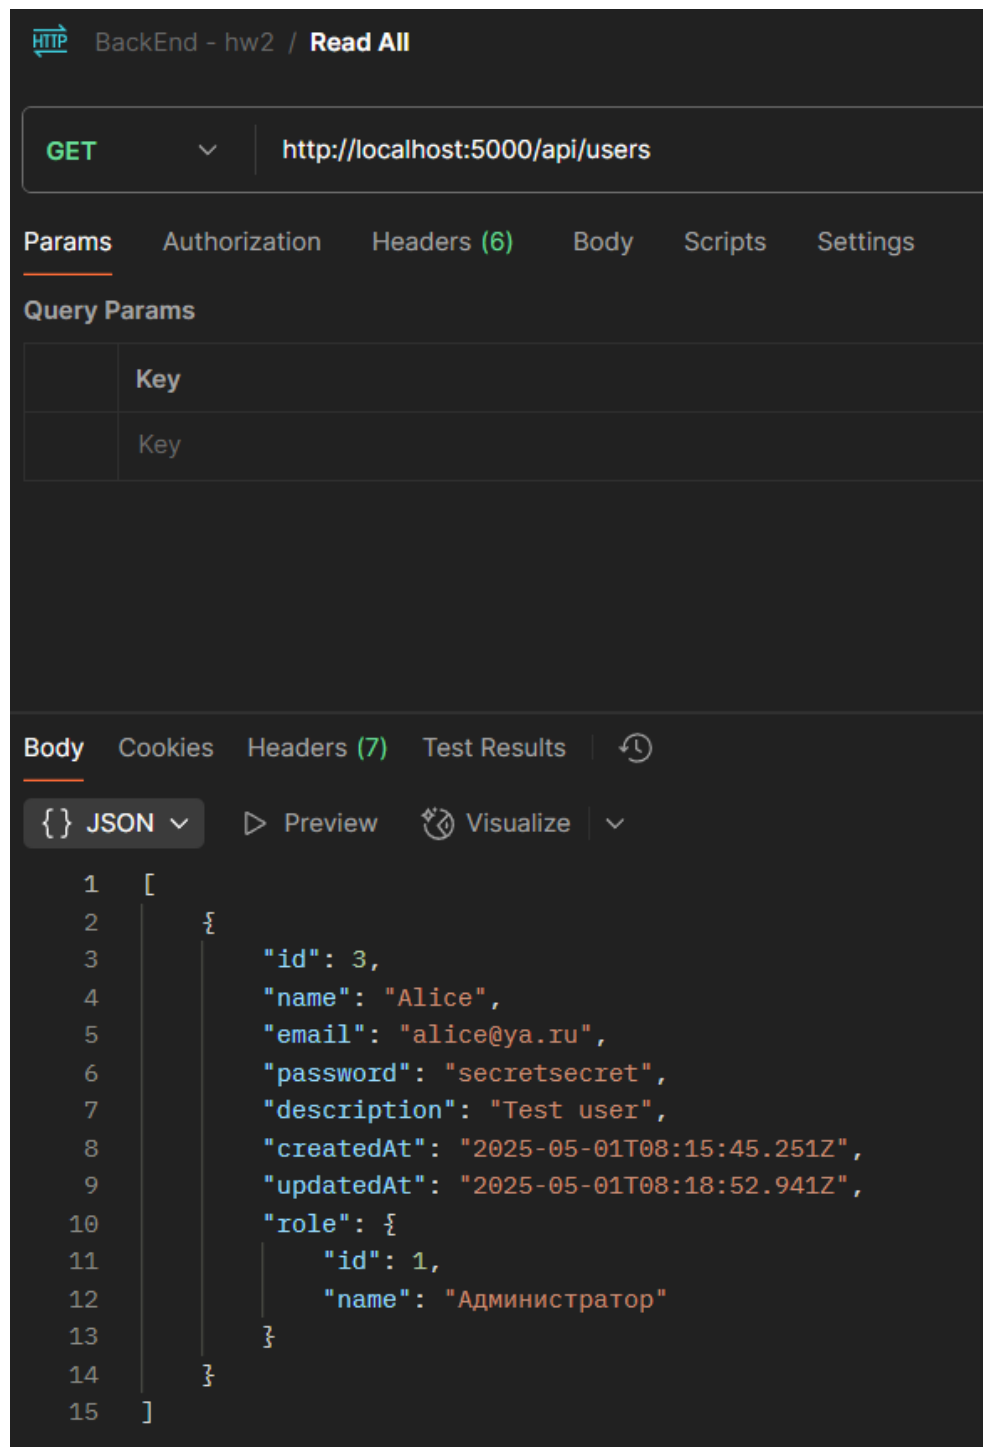 HTTP BackEnd - hw2 / Read All
GET http://localhost:5000/api/users
Params Authorization Headers (6) Body Scripts Settings
Query Params
Key
Key
Body Cookies Headers (7) Test Results
{} JSON Preview Visualize
1 [
2 {
3 "id": 3,
4 "name": "Alice",
5 "email": "alice@ya.ru",
6 "password": "secretsecret",
7 "description": "Test user",
8 "createdAt": "2025-05-01T08:15:45.251Z",
9 "updatedAt": "2025-05-01T08:18:52.941Z",
10 "role": {
11 "id": 1,
12 "name": "Администратор"
13 }
14 }
15 ]